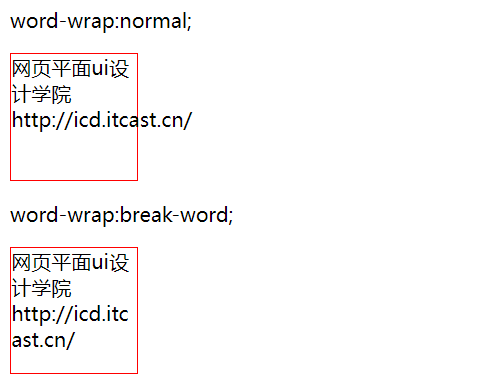 word-wrap:normal;
网页平面ui设
计学院
http://icd.itcast.cn/
word-wrap:break-word;
网页平面ui设
计学院
http://icd.itc
ast.cn/